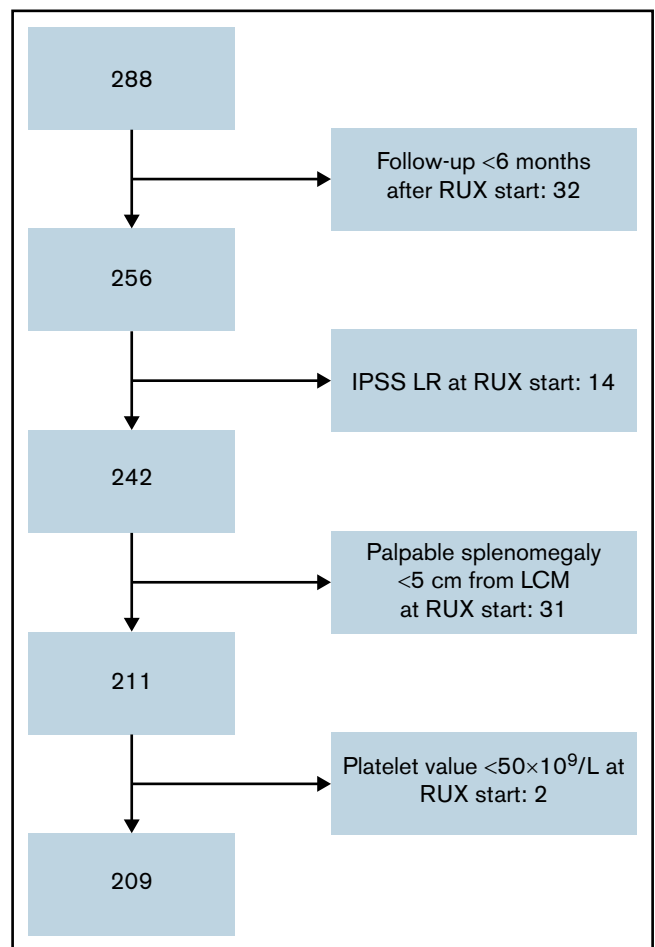 288
Follow-up <6 months
after RUX start: 32
256
IPSS LR at RUX start: 14
242
Palpable splenomegaly
<5 cm from LCM
at RUX start: 31
211
Platelet value <50×10⁹/L at
RUX start: 2
209